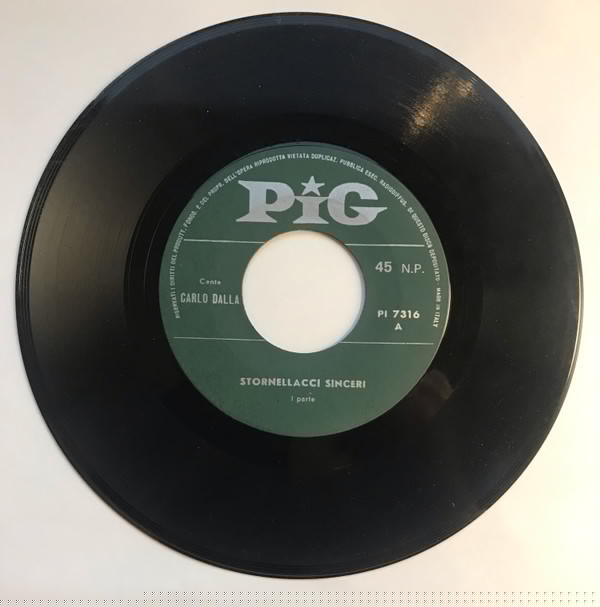 RISERVATI I DIRITTI DEL PRODUTT. FONOG. E DEL PROPR. DELL'OPERA RIPRODOTTA VIETATA DUPLICAZ. PUBBLICA ESEC. RADIODIFFUS. DI QUESTO DISCO DEPOSITATO - MADE IN ITALY
PiG
45 N.P.
Cante
CARLO DALLA
PI 7316
A
STORNELLACCI SINCERI
I parte